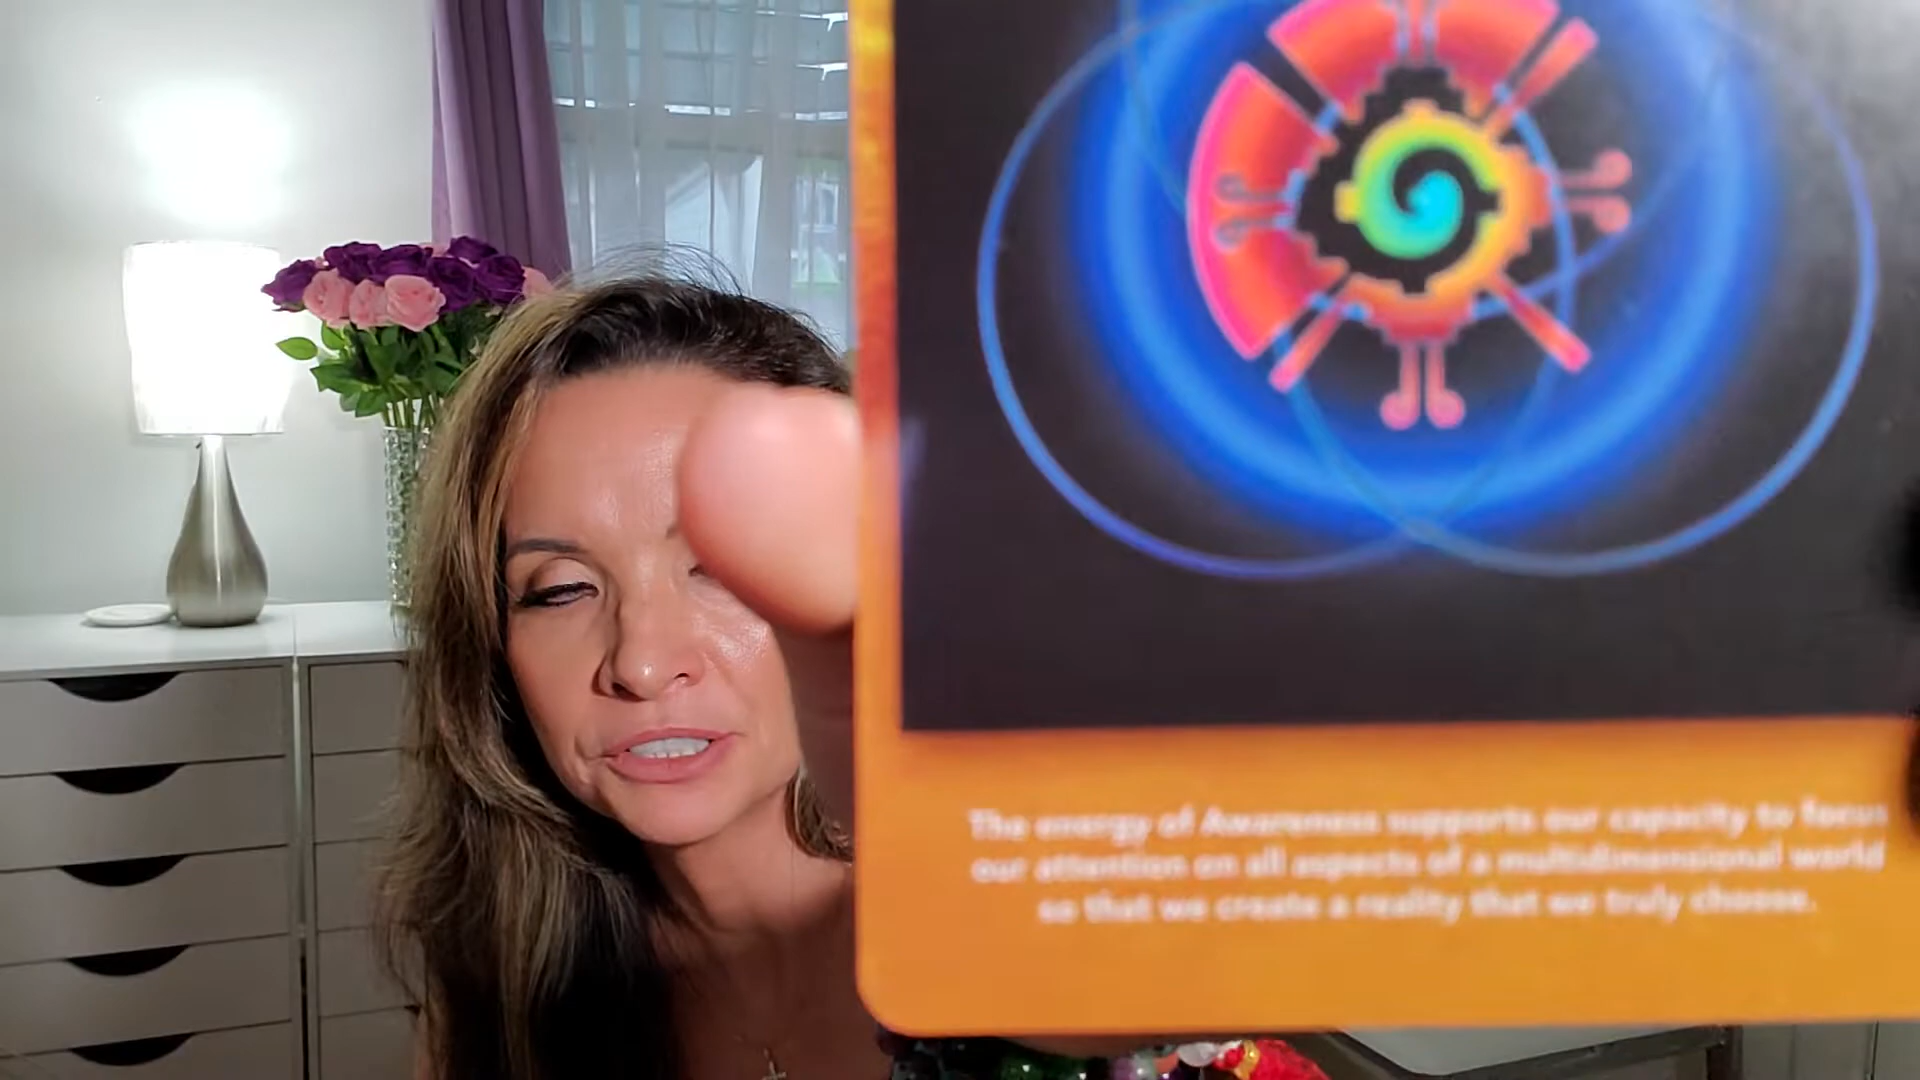 The energy of Awareness supports our capacity to focus
our attention on all aspects of a multidimensional world
so that we create a reality that we truly choose.